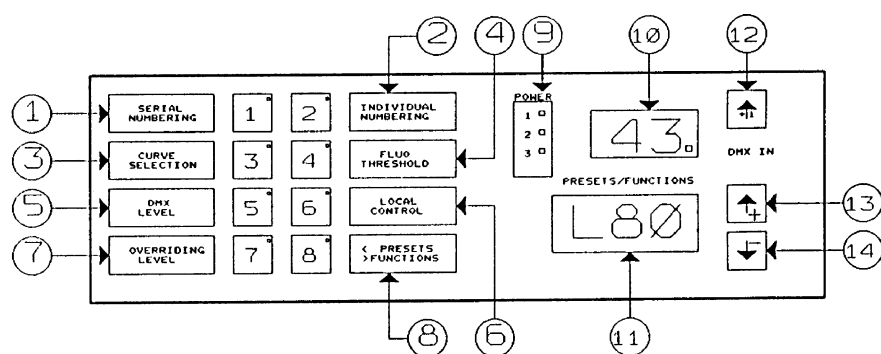 2 4 9 10 12
POWER
1 SERIAL NUMBERING 1 2 INDIVIDUAL NUMBERING 1 43.
2
3 CURVE SELECTION 3 4 FLUO THRESHOLD 3 DMX IN
PRESETS/FUNCTIONS
5 DMX LEVEL 5 6 LOCAL CONTROL L80 + 13
7 OVERRIDING LEVEL 7 8 < PRESETS >FUNCTIONS - 14
8 6 11